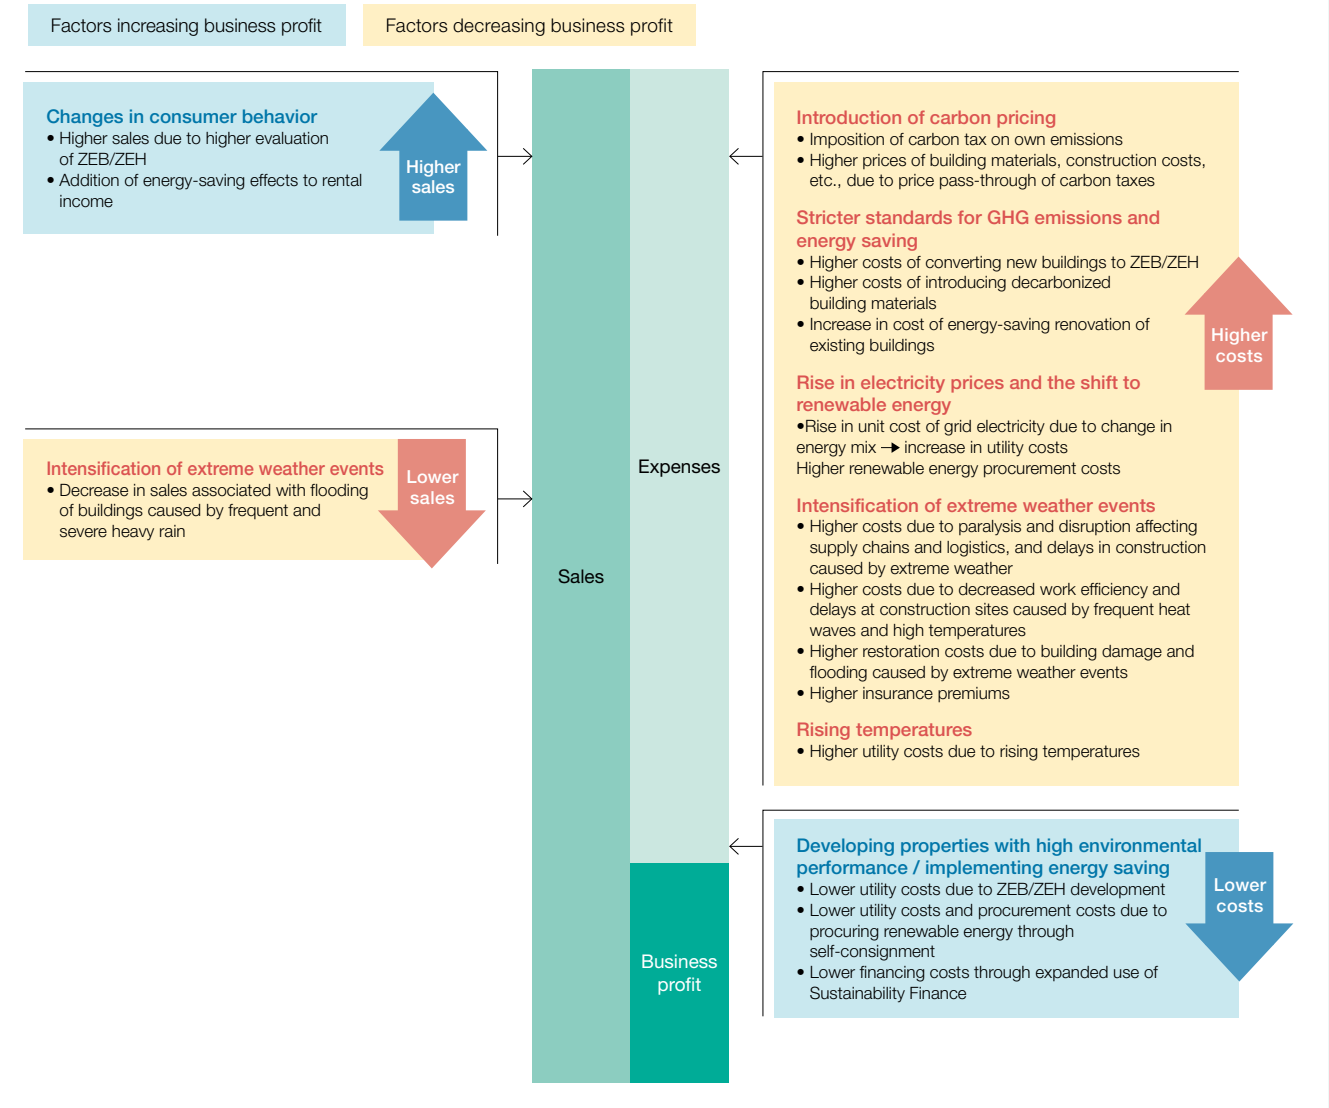 Factors increasing business profit
Factors decreasing business profit
Changes in consumer behavior
• Higher sales due to higher evaluation
of ZEB/ZEH
• Addition of energy-saving effects to rental
income
Higher
sales
Intensification of extreme weather events
• Decrease in sales associated with flooding
of buildings caused by frequent and
severe heavy rain
Lower
sales
Sales
Expenses
Business
profit
Introduction of carbon pricing
• Imposition of carbon tax on own emissions
• Higher prices of building materials, construction costs,
etc., due to price pass-through of carbon taxes
Stricter standards for GHG emissions and
energy saving
• Higher costs of converting new buildings to ZEB/ZEH
• Higher costs of introducing decarbonized
building materials
• Increase in cost of energy-saving renovation of
existing buildings
Rise in electricity prices and the shift to
renewable energy
•Rise in unit cost of grid electricity due to change in
energy mix → increase in utility costs
Higher renewable energy procurement costs
Intensification of extreme weather events
• Higher costs due to paralysis and disruption affecting
supply chains and logistics, and delays in construction
caused by extreme weather
• Higher costs due to decreased work efficiency and
delays at construction sites caused by frequent heat
waves and high temperatures
• Higher restoration costs due to building damage and
flooding caused by extreme weather events
• Higher insurance premiums
Rising temperatures
• Higher utility costs due to rising temperatures
Higher
costs
Developing properties with high environmental
performance / implementing energy saving
• Lower utility costs due to ZEB/ZEH development
• Lower utility costs and procurement costs due to
procuring renewable energy through
self-consignment
• Lower financing costs through expanded use of
Sustainability Finance
Lower
costs